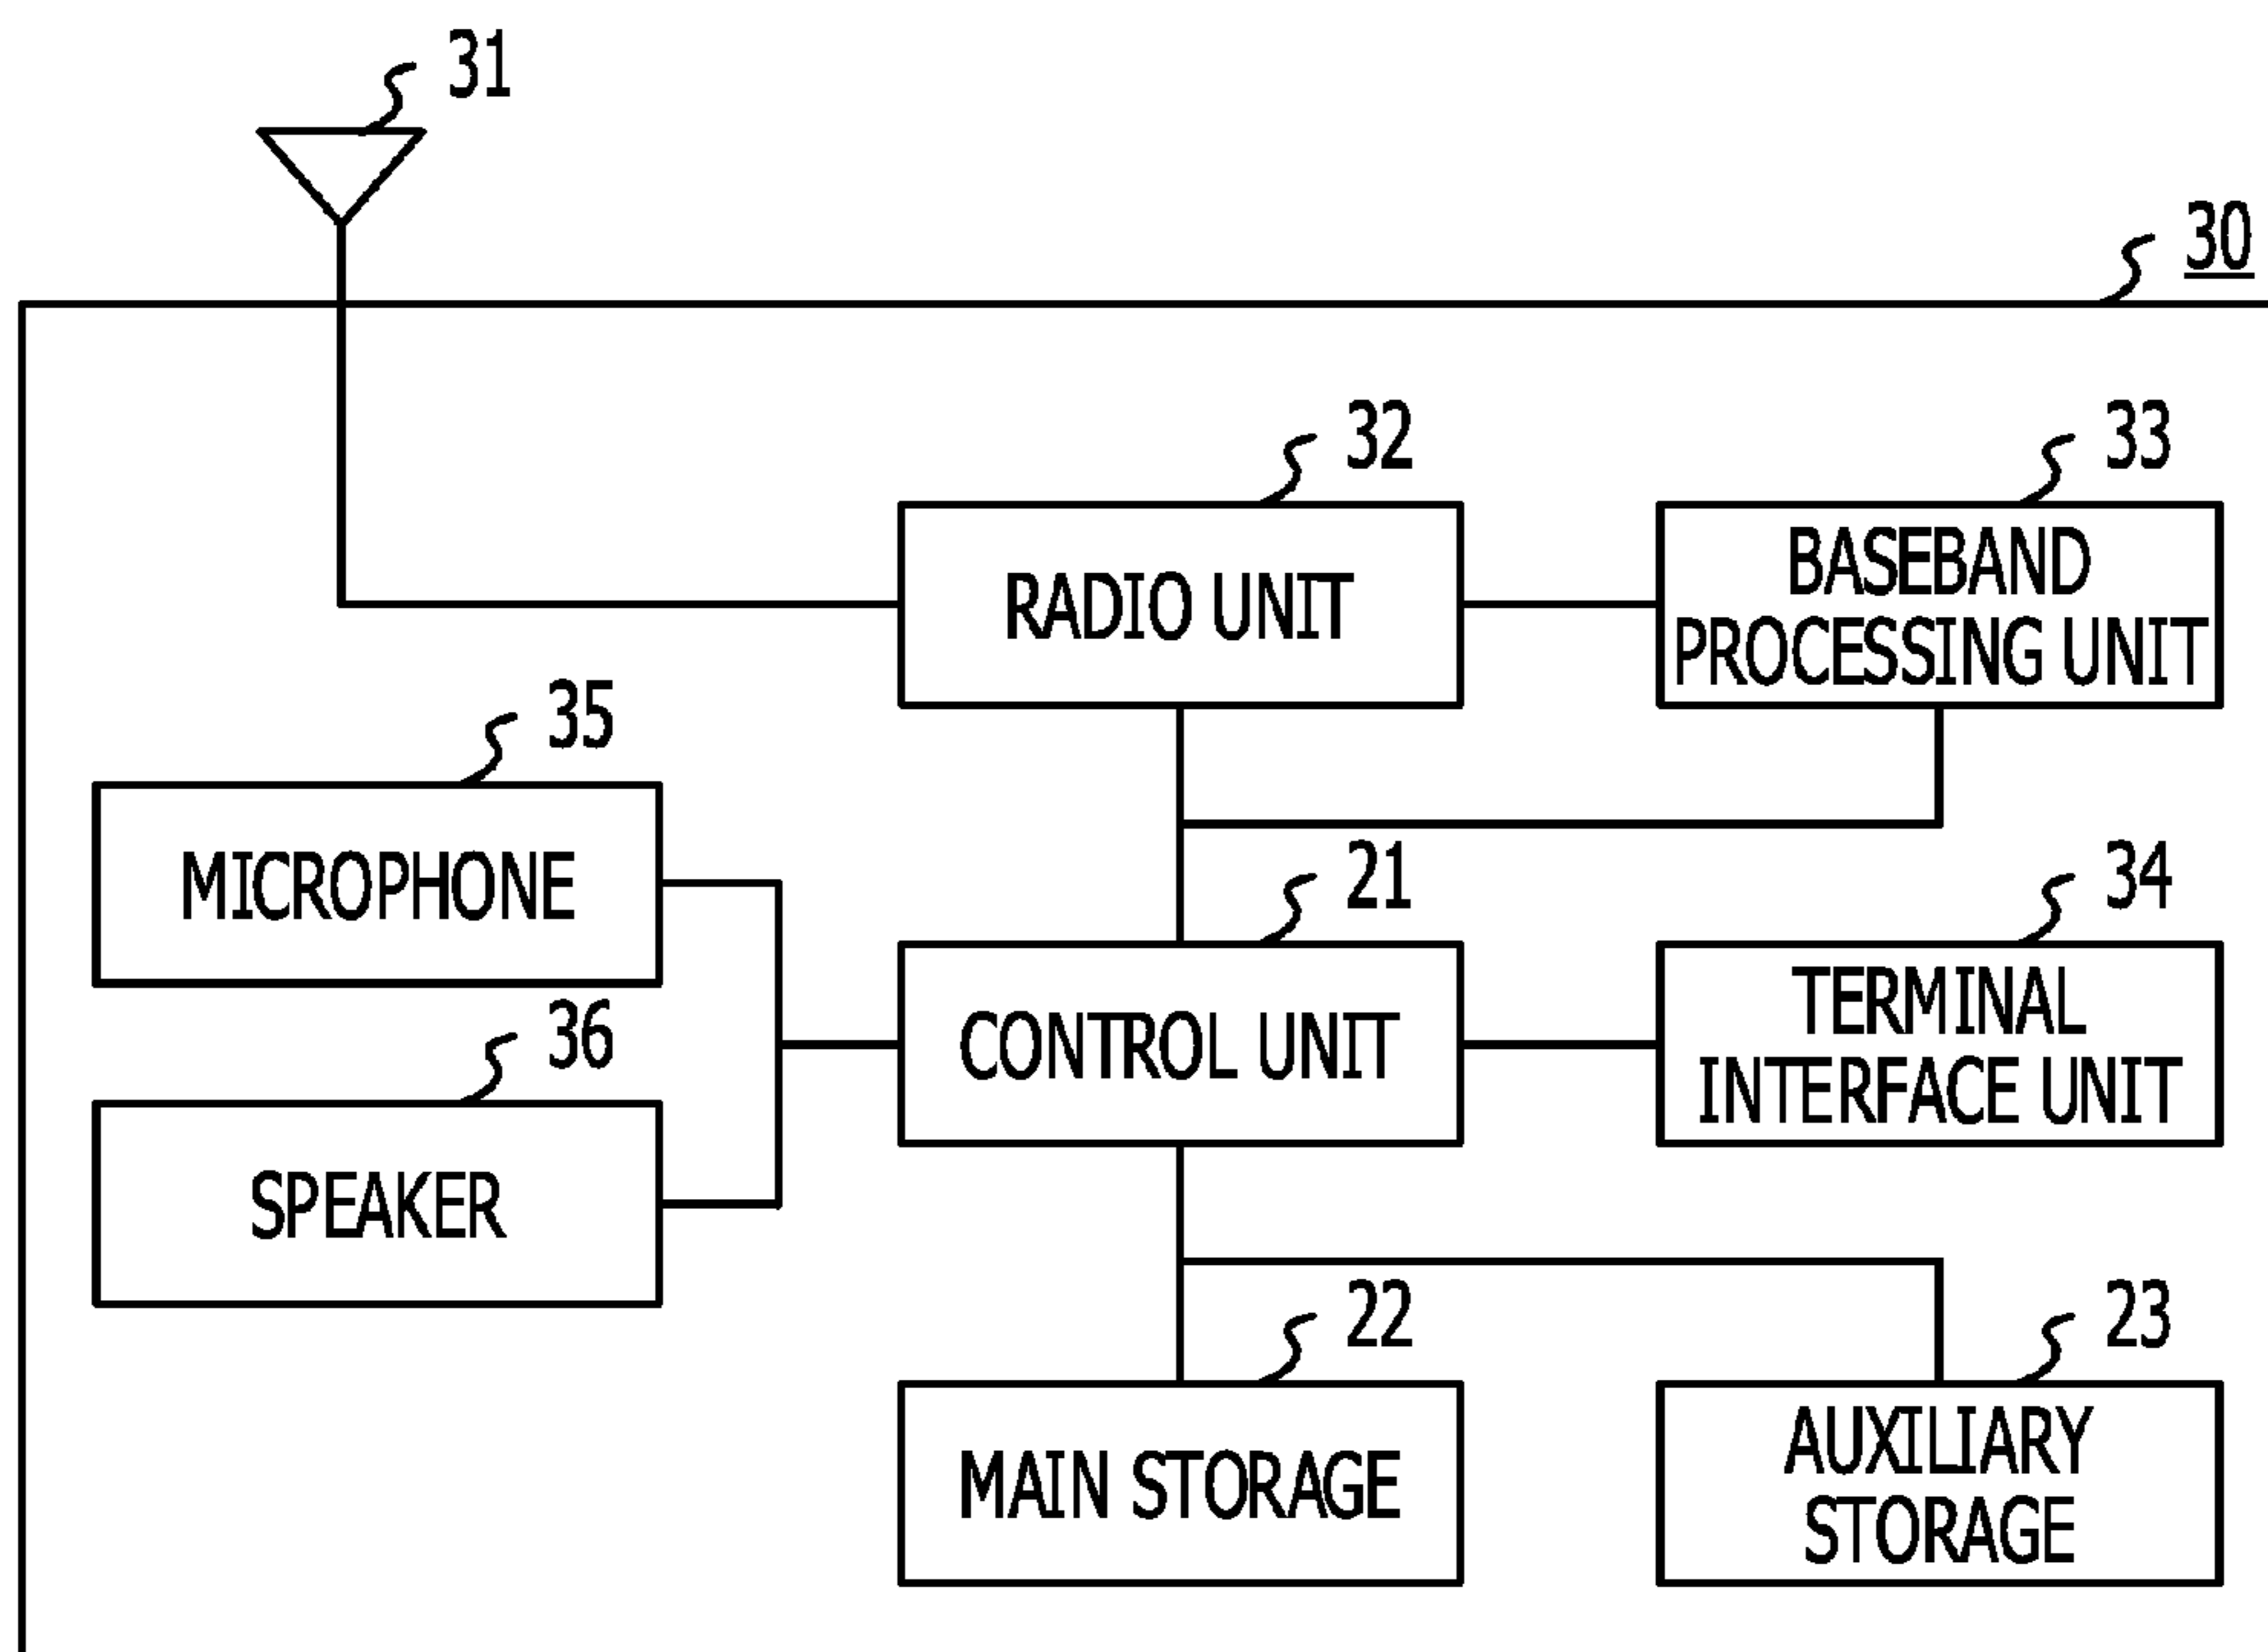 31
30
32
33
RADIO UNIT
BASEBAND
PROCESSING UNIT
35
MICROPHONE
21
34
CONTROL UNIT
TERMINAL
INTERFACE UNIT
36
SPEAKER
22
23
MAIN STORAGE
AUXILIARY
STORAGE